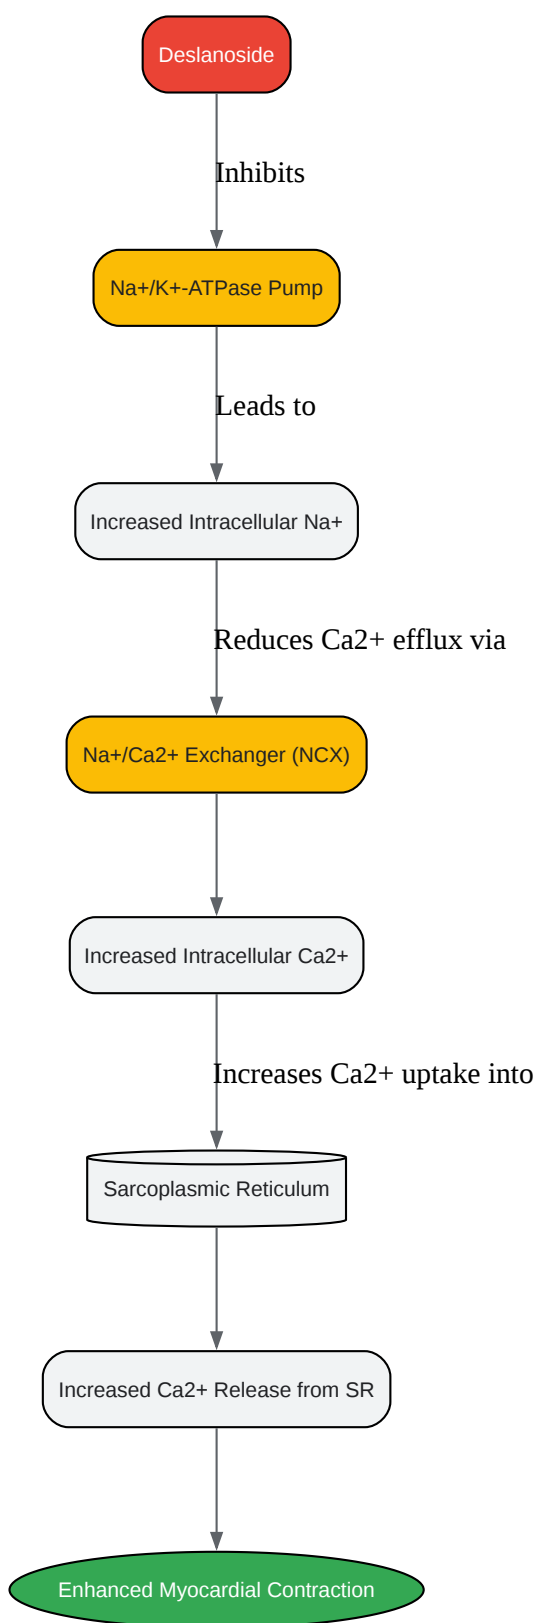 Deslanoside
Inhibits
Na+/K+-ATPase Pump
Leads to
Increased Intracellular Na+
Reduces Ca2+ efflux via
Na+/Ca2+ Exchanger (NCX)
Increased Intracellular Ca2+
Increases Ca2+ uptake into
Sarcoplasmic Reticulum
Increased Ca2+ Release from SR
Enhanced Myocardial Contraction